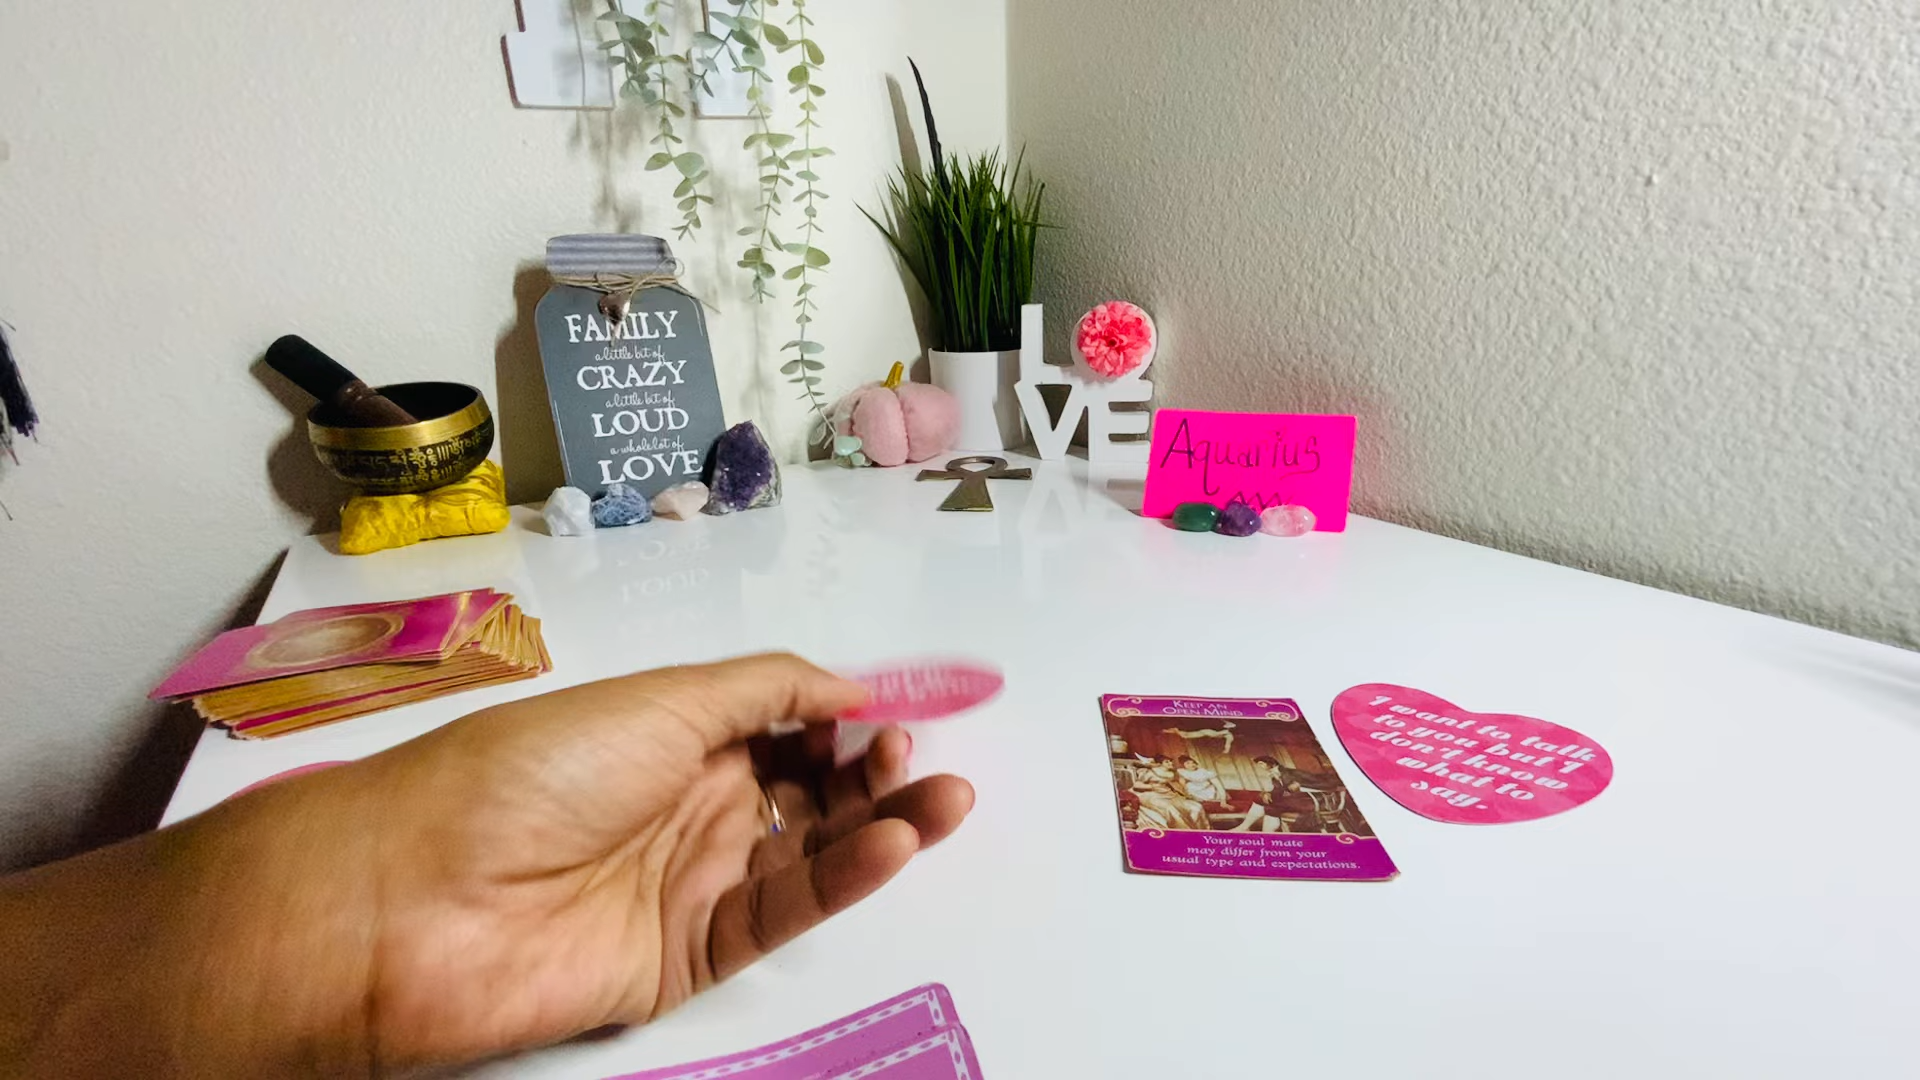 FAMILY
a little bit of
CRAZY
a little bit of
LOUD
a whole lot of
LOVE
LOVE
Aquarius
KEEP AN
OPEN MIND
Your soul mate
may differ from your
usual type and expectations.
I want to talk
to you but I
don't know
what to
say.